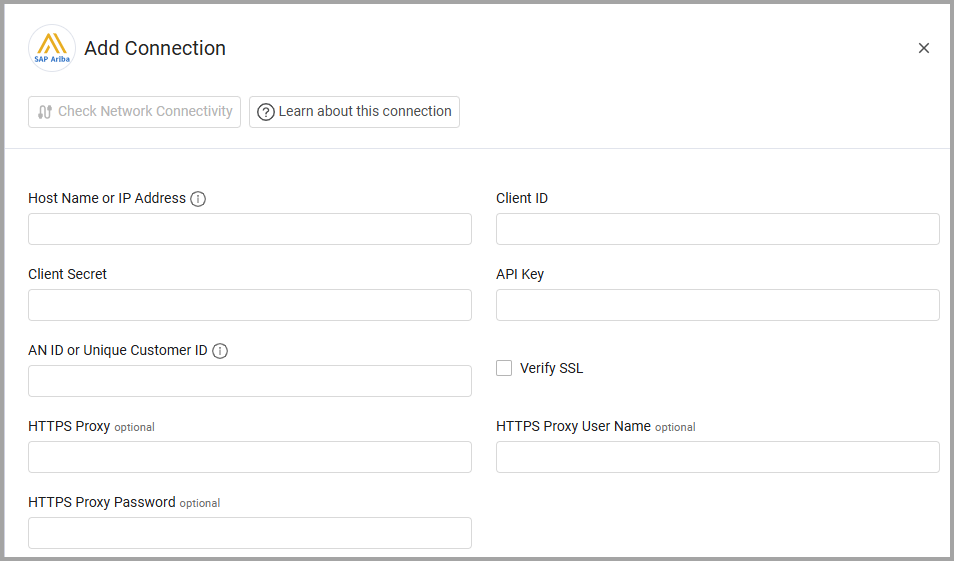 SAP Ariba
Add Connection
Check Network Connectivity
Learn about this connection
Host Name or IP Address
Client ID
Client Secret
API Key
AN ID or Unique Customer ID
Verify SSL
HTTPS Proxy optional
HTTPS Proxy User Name optional
HTTPS Proxy Password optional